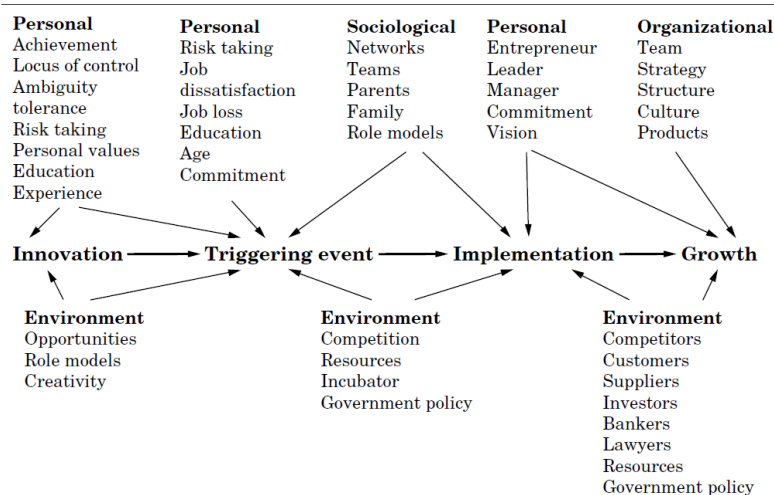 Personal
Achievement
Locus of control
Ambiguity
tolerance
Risk taking
Personal values
Education
Experience
Personal
Risk taking
Job
dissatisfaction
Job loss
Education
Age
Commitment
Sociological
Networks
Teams
Parents
Family
Role models
Personal
Entrepreneur
Leader
Manager
Commitment
Vision
Organizational
Team
Strategy
Structure
Culture
Products
Innovation
Triggering event
Implementation
Growth
Environment
Opportunities
Role models
Creativity
Environment
Competition
Resources
Incubator
Government policy
Environment
Competitors
Customers
Suppliers
Investors
Bankers
Lawyers
Resources
Government policy